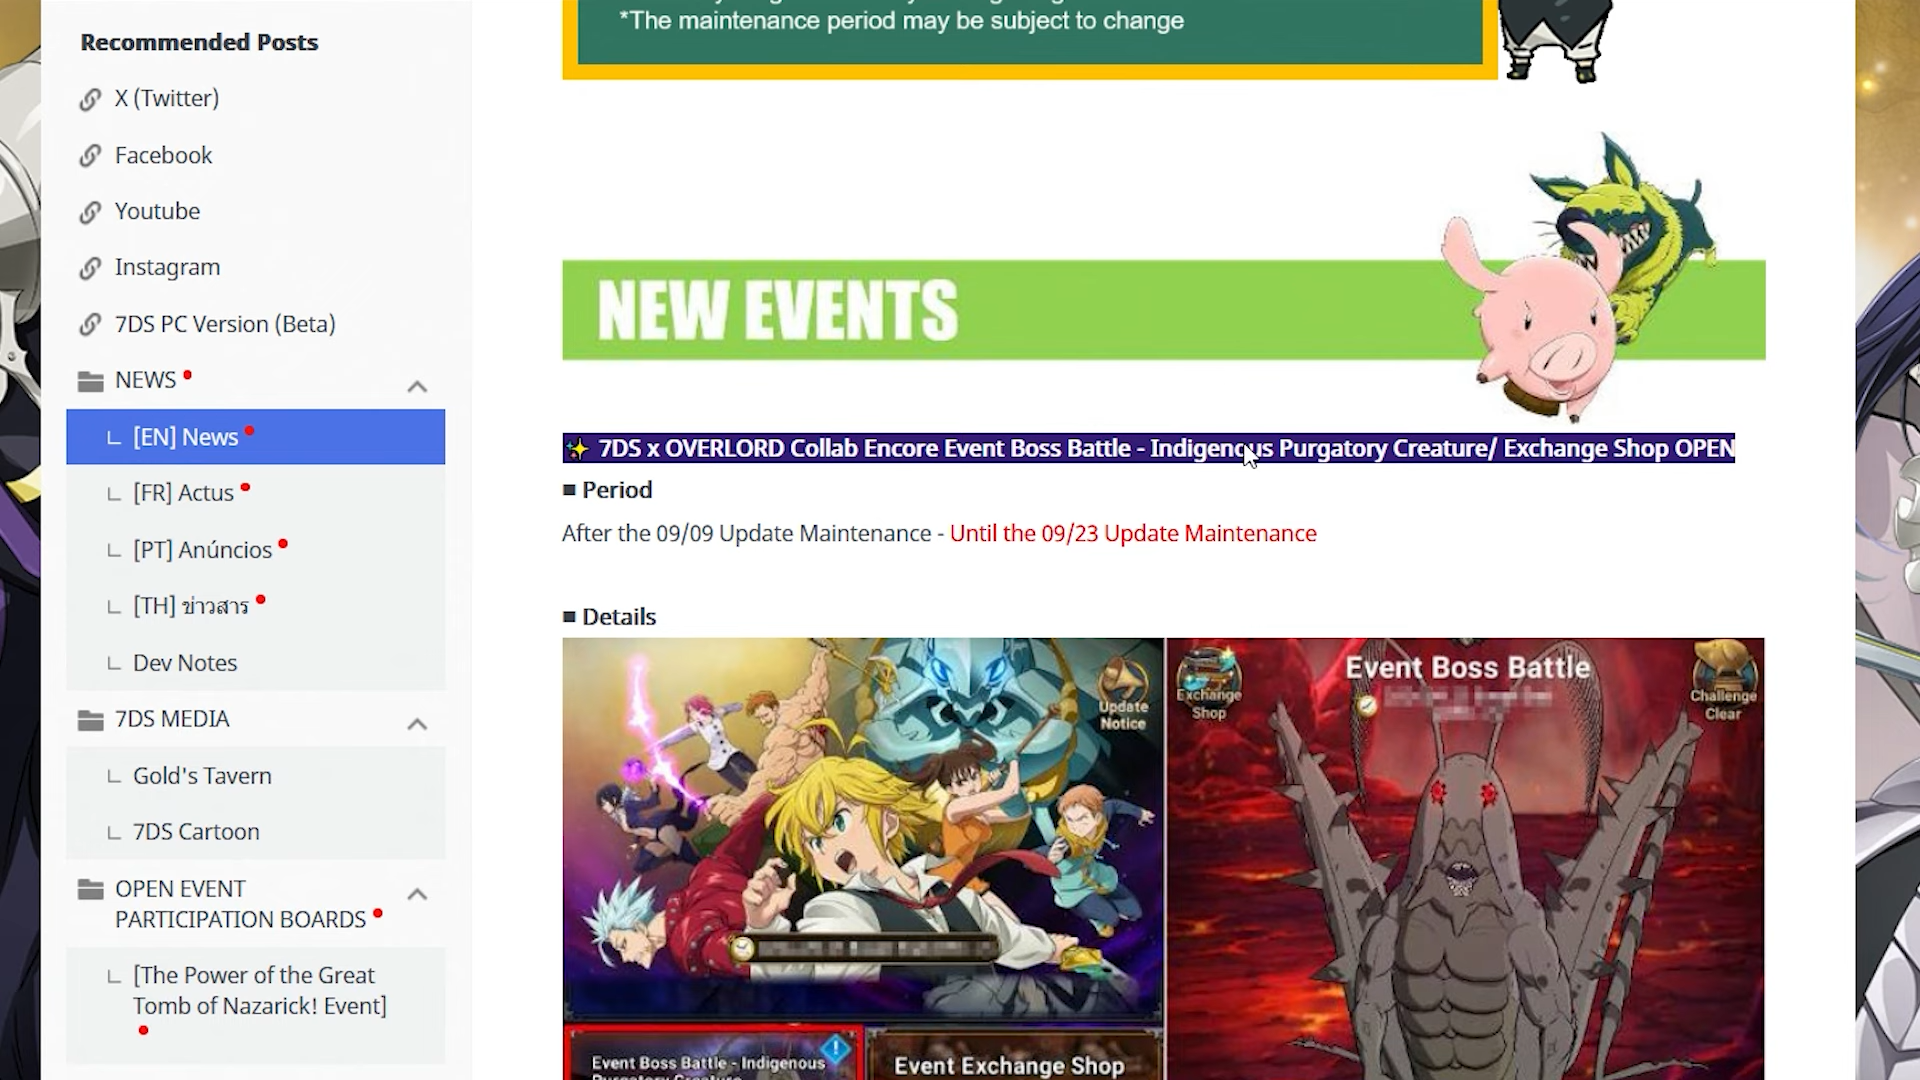 Recommended Posts
X (Twitter)
Facebook
Youtube
Instagram
7DS PC Version (Beta)
NEWS
[EN] News
[FR] Actus
[PT] Anúncios
[TH] ข่าวสาร
Dev Notes
7DS MEDIA
Gold's Tavern
7DS Cartoon
OPEN EVENT
PARTICIPATION BOARDS
[The Power of the Great
Tomb of Nazarick! Event]
*The maintenance period may be subject to change
NEW EVENTS
7DS x OVERLORD Collab Encore Event Boss Battle - Indigenous Purgatory Creature/ Exchange Shop OPEN
■ Period
After the 09/09 Update Maintenance - Until the 09/23 Update Maintenance
■ Details
Update
Notice
Event Boss Battle - Indigenous
Purgatory Creature
Event Exchange Shop
Exchange
Shop
Event Boss Battle
Challenge
Clear